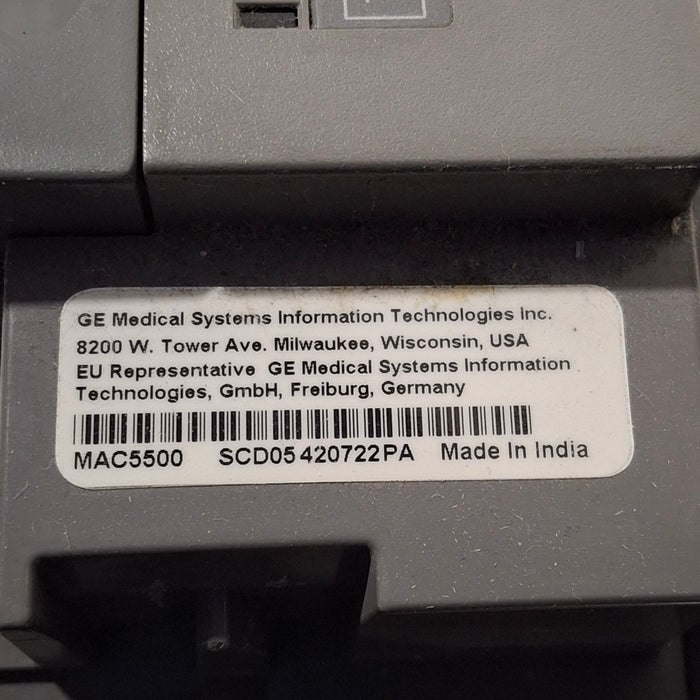 GE Medical Systems Information Technologies Inc.
8200 W. Tower Ave. Milwaukee, Wisconsin, USA
EU Representative GE Medical Systems Information
Technologies, GmbH, Freiburg, Germany
MAC5500 SCD05420722PA Made In India